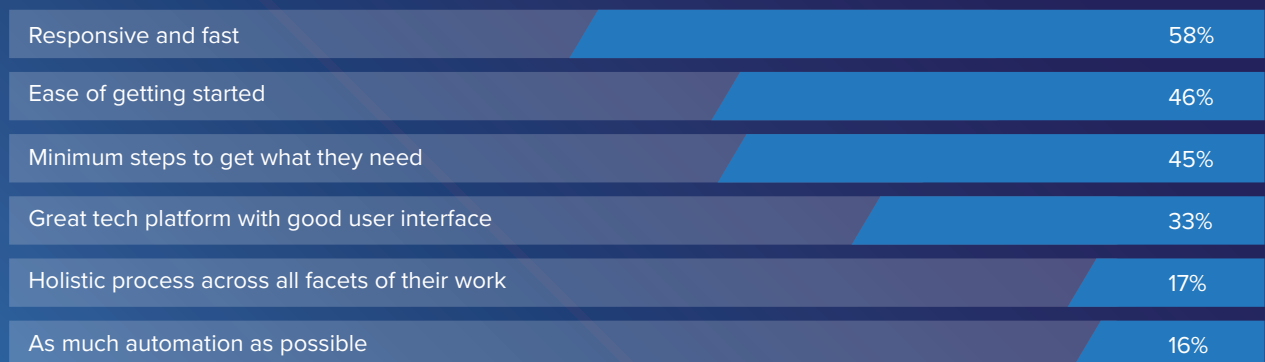 Responsive and fast 58%
Ease of getting started 46%
Minimum steps to get what they need 45%
Great tech platform with good user interface 33%
Holistic process across all facets of their work 17%
As much automation as possible 16%